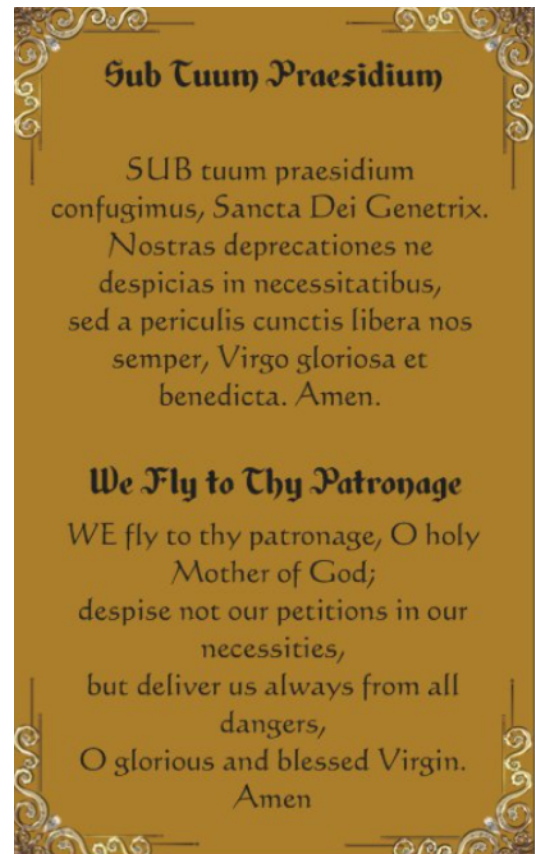 Sub Tuum Praesidium
SUB tuum praesidium
confugimus, Sancta Dei Genetrix.
Nostras deprecationes ne
despicias in necessitatibus,
sed a periculis cunctis libera nos
semper, Virgo gloriosa et
benedicta. Amen.
We Fly to Thy Patronage
WE fly to thy patronage, O holy
Mother of God;
despise not our petitions in our
necessities,
but deliver us always from all
dangers,
O glorious and blessed Virgin.
Amen